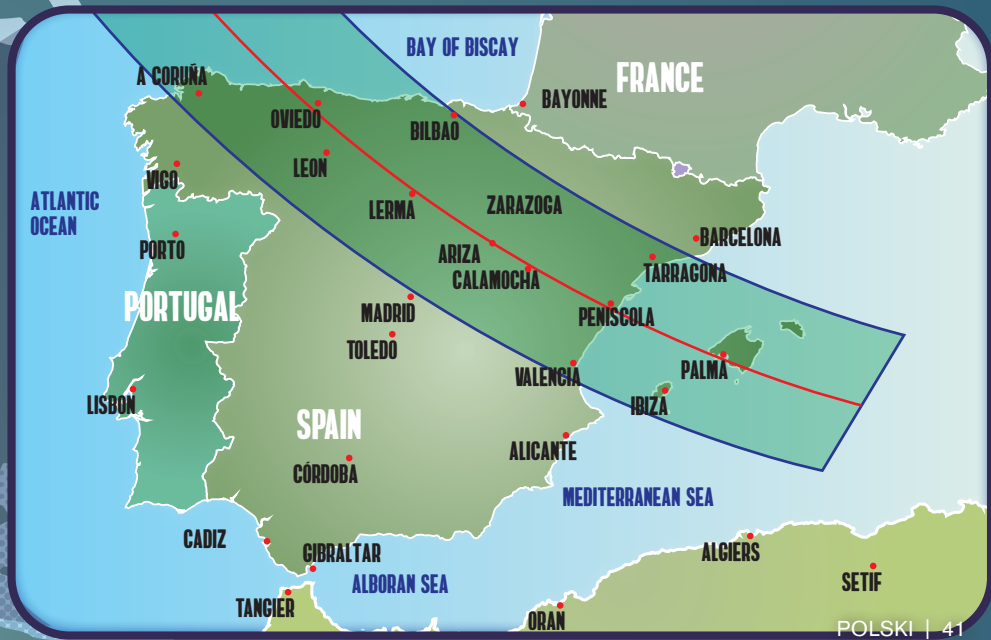 BAY OF BISCAY
FRANCE
A CORUÑA
BAYONNE
OVIEDO
BILBAO
LEON
VIGO
ATLANTIC
OCEAN
LERMA
ZARAZOGA
PORTO
ARIZA
BARCELONA
CALAMOCHA
TARRAGONA
PORTUGAL
MADRID
PENISCOLA
TOLEDO
VALENCIA
PALMA
LISBON
IBIZA
SPAIN
ALICANTE
CÓRDOBA
MEDITERRANEAN SEA
CADIZ
GIBRALTAR
ALGIERS
ALBORAN SEA
SETIF
TANGIER
ORAN
POLSKI | 41